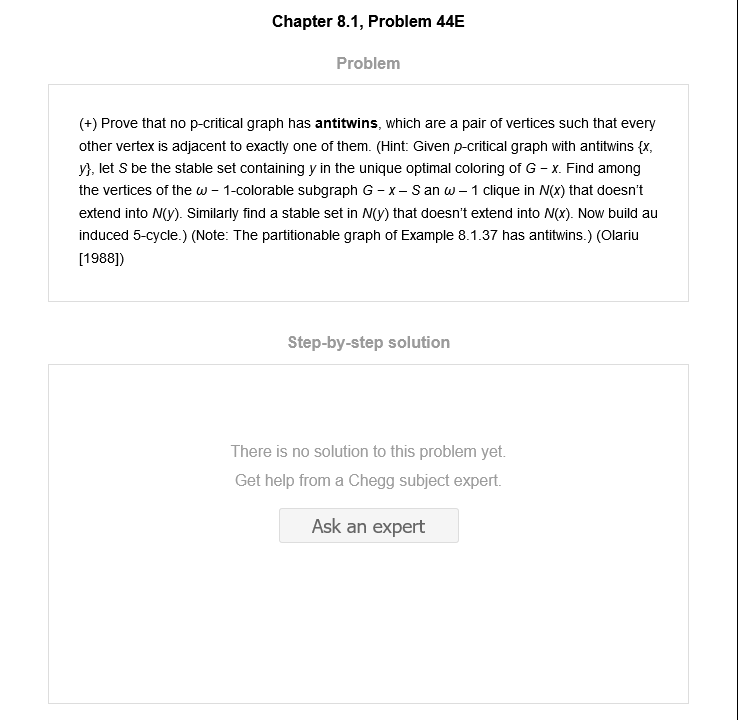 Chapter 8.1, Problem 44E
Problem
(+) Prove that no p-critical graph has antitwins, which are a pair of vertices such that every
other vertex is adjacent to exactly one of them. (Hint: Given p-critical graph with antitwins {x,
y}, let S be the stable set containing y in the unique optimal coloring of G − x. Find among
the vertices of the ω − 1-colorable subgraph G − x – S an ω – 1 clique in N(x) that doesn't
extend into N(y). Similarly find a stable set in N(y) that doesn't extend into N(x). Now build au
induced 5-cycle.) (Note: The partitionable graph of Example 8.1.37 has antitwins.) (Olariu
[1988])
Step-by-step solution
There is no solution to this problem yet.
Get help from a Chegg subject expert.
Ask an expert